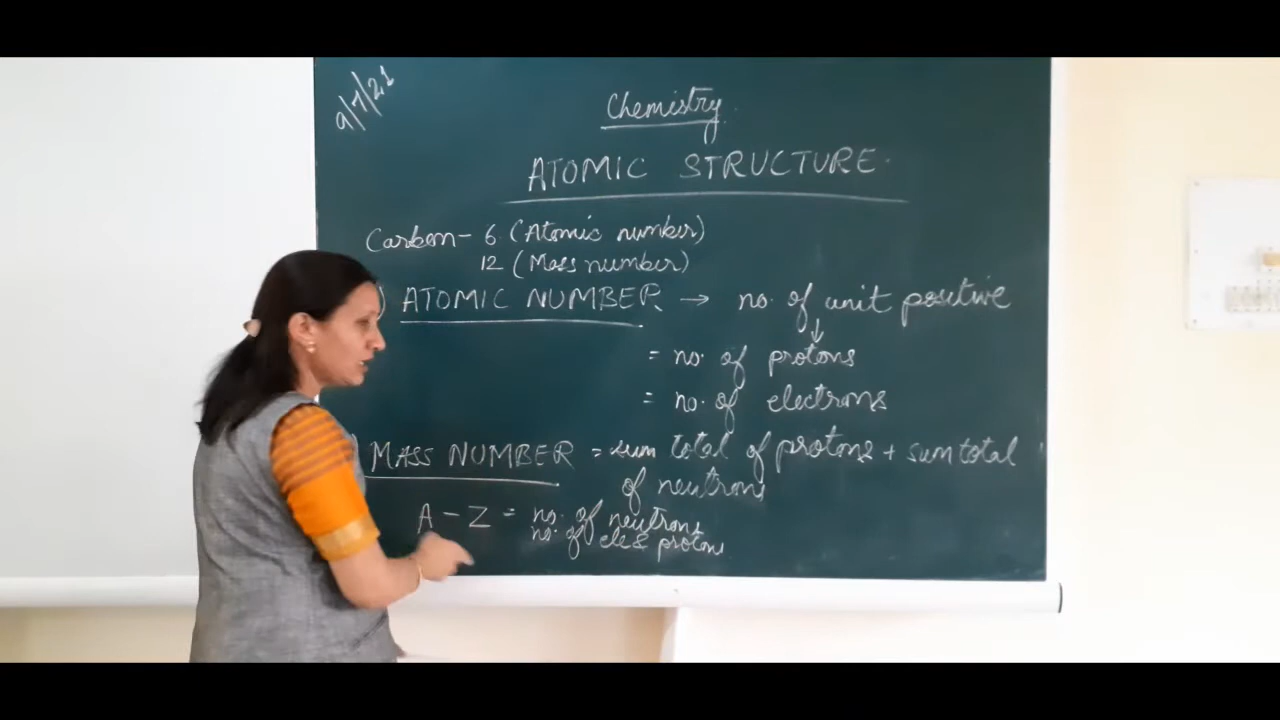 9/7/21
Chemistry
ATOMIC STRUCTURE
Carbon - 6 (Atomic number)
12 (Mass number)
) ATOMIC NUMBER → no. of unit positive
↓
= no. of protons
= no. of electrons
) MASS NUMBER = sum total of protons + sum total
of neutrons
A - Z = no. of neutrons
no. of ele & protons